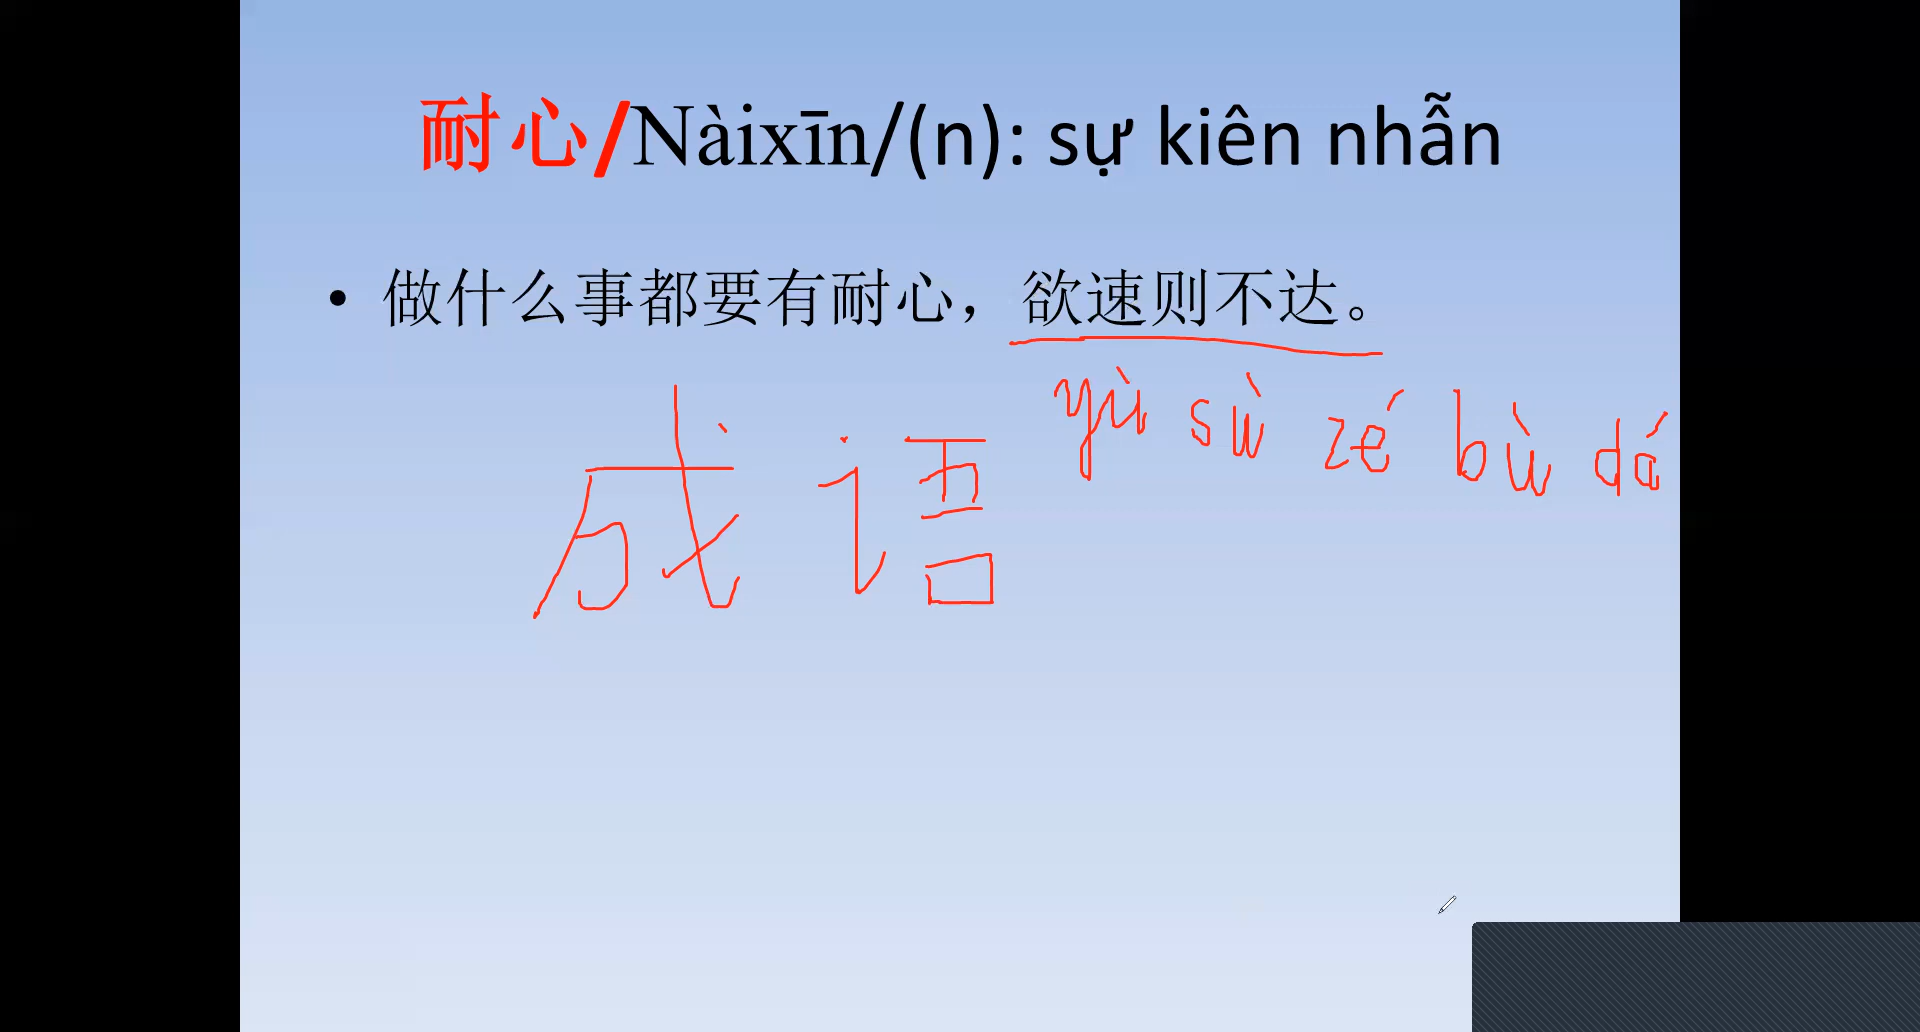 耐心/Nàixīn/(n): sự kiên nhẫn
• 做什么事都要有耐心，欲速则不达。
yù sù zé bù dá
成语